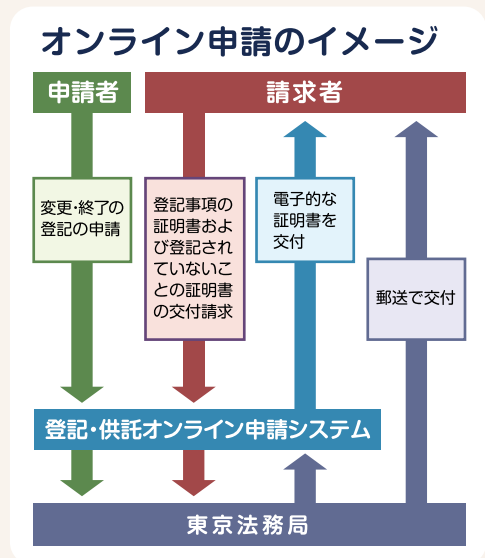 オンライン申請のイメージ
申請者
請求者
変更・終了の
登記の申請
登記事項の
証明書およ
び登記され
ていないこ
との証明書
の交付請求
電子的な
証明書を
交付
郵送で交付
登記・供託オンライン申請システム
東京法務局